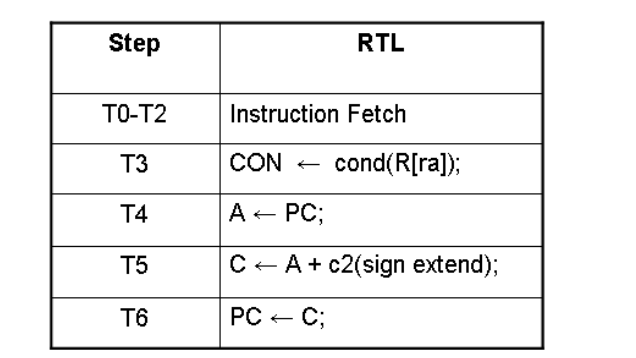 Step RTL
T0-T2 Instruction Fetch
T3 CON ← cond(R[ra]);
T4 A ← PC;
T5 C ← A + c2(sign extend);
T6 PC ← C;